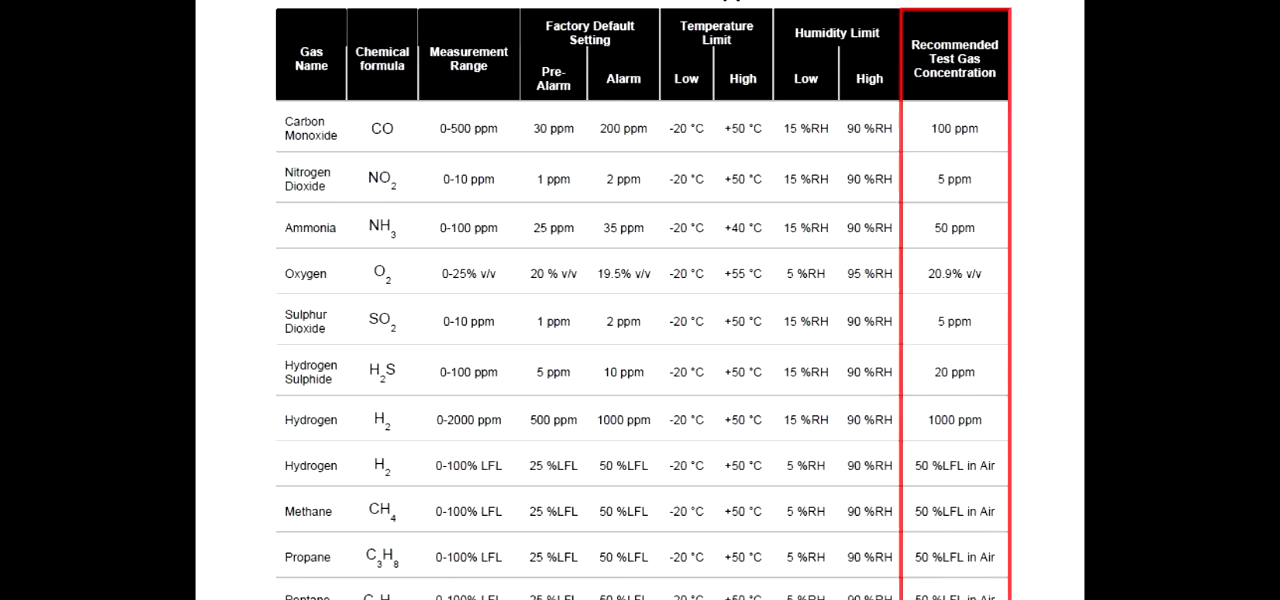 Gas Name | Chemical formula | Measurement Range | Factory Default Setting | Temperature Limit | Humidity Limit | Recommended Test Gas Concentration
Pre-Alarm | Alarm | Low | High | Low | High
Carbon Monoxide | CO | 0-500 ppm | 30 ppm | 200 ppm | -20 °C | +50 °C | 15 %RH | 90 %RH | 100 ppm
Nitrogen Dioxide | NO2 | 0-10 ppm | 1 ppm | 2 ppm | -20 °C | +50 °C | 15 %RH | 90 %RH | 5 ppm
Ammonia | NH3 | 0-100 ppm | 25 ppm | 35 ppm | -20 °C | +40 °C | 15 %RH | 90 %RH | 50 ppm
Oxygen | O2 | 0-25% v/v | 20 % v/v | 19.5% v/v | -20 °C | +55 °C | 5 %RH | 95 %RH | 20.9% v/v
Sulphur Dioxide | SO2 | 0-10 ppm | 1 ppm | 2 ppm | -20 °C | +50 °C | 15 %RH | 90 %RH | 5 ppm
Hydrogen Sulphide | H2S | 0-100 ppm | 5 ppm | 10 ppm | -20 °C | +50 °C | 15 %RH | 90 %RH | 20 ppm
Hydrogen | H2 | 0-2000 ppm | 500 ppm | 1000 ppm | -20 °C | +50 °C | 15 %RH | 90 %RH | 1000 ppm
Hydrogen | H2 | 0-100% LFL | 25 %LFL | 50 %LFL | -20 °C | +50 °C | 5 %RH | 90 %RH | 50 %LFL in Air
Methane | CH4 | 0-100% LFL | 25 %LFL | 50 %LFL | -20 °C | +50 °C | 5 %RH | 90 %RH | 50 %LFL in Air
Propane | C3H8 | 0-100% LFL | 25 %LFL | 50 %LFL | -20 °C | +50 °C | 5 %RH | 90 %RH | 50 %LFL in Air